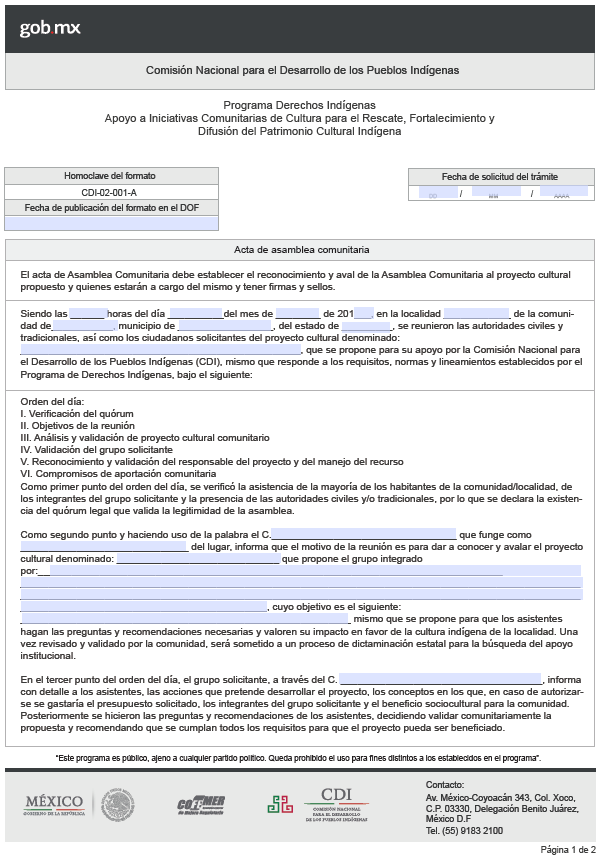 gob.mx
Comisión Nacional para el Desarrollo de los Pueblos Indígenas
Programa Derechos Indígenas
Apoyo a Iniciativas Comunitarias de Cultura para el Rescate, Fortalecimiento y
Difusión del Patrimonio Cultural Indígena
Homoclave del formato
CDI-02-001-A
Fecha de publicación del formato en el DOF
Fecha de solicitud del trámite
DD / MM / AAAA
Acta de asamblea comunitaria
El acta de Asamblea Comunitaria debe establecer el reconocimiento y aval de la Asamblea Comunitaria al proyecto cultural
propuesto y quienes estarán a cargo del mismo y tener firmas y sellos.
Siendo las ______ horas del día _________ del mes de ________ de 201___, en la localidad ____________ de la comuni-
dad de___________, municipio de ________________, del estado de _________, se reunieron las autoridades civiles y
tradicionales, así como los ciudadanos solicitantes del proyecto cultural denominado:
__________________________________________________, que se propone para su apoyo por la Comisión Nacional para
el Desarrollo de los Pueblos Indígenas (CDI), mismo que responde a los requisitos, normas y lineamientos establecidos por el
Programa de Derechos Indígenas, bajo el siguiente:
Orden del día:
I. Verificación del quórum
II. Objetivos de la reunión
III. Análisis y validación de proyecto cultural comunitario
IV. Validación del grupo solicitante
V. Reconocimiento y validación del responsable del proyecto y del manejo del recurso
VI. Compromisos de aportación comunitaria
Como primer punto del orden del día, se verificó la asistencia de la mayoría de los habitantes de la comunidad/localidad, de
los integrantes del grupo solicitante y la presencia de las autoridades civiles y/o tradicionales, por lo que se declara la existen-
cia del quórum legal que valida la legitimidad de la asamblea.
Como segundo punto y haciendo uso de la palabra el C.________________________________ que funge como
_____________________________ del lugar, informa que el motivo de la reunión es para dar a conocer y avalar el proyecto
cultural denominado: ____________________________ que propone el grupo integrado
por:__
____________________________________________, cuyo objetivo es el siguiente:
__________________________________________________________ mismo que se propone para que los asistentes
hagan las preguntas y recomendaciones necesarias y valoren su impacto en favor de la cultura indígena de la localidad. Una
vez revisado y validado por la comunidad, será sometido a un proceso de dictaminación estatal para la búsqueda del apoyo
institucional.
En el tercer punto del orden del día, el grupo solicitante, a través del C. ___________________________________, informa
con detalle a los asistentes, las acciones que pretende desarrollar el proyecto, los conceptos en los que, en caso de autorizar-
se se gastaría el presupuesto solicitado, los integrantes del grupo solicitante y el beneficio sociocultural para la comunidad.
Posteriormente se hicieron las preguntas y recomendaciones de los asistentes, decidiendo validar comunitariamente la
propuesta y recomendando que se cumplan todos los requisitos para que el proyecto pueda ser beneficiado.
"Este programa es público, ajeno a cualquier partido político. Queda prohibido el uso para fines distintos a los establecidos en el programa".
MÉXICO
GOBIERNO DE LA REPÚBLICA
COFEMER
de Mejora Regulatoria
CDI
COMISIÓN NACIONAL
PARA EL DESARROLLO
DE LOS PUEBLOS INDÍGENAS
Contacto:
Av. México-Coyoacán 343, Col. Xoco,
C.P. 03330, Delegación Benito Juárez,
México D.F
Tel. (55) 9183 2100
Página 1 de 2